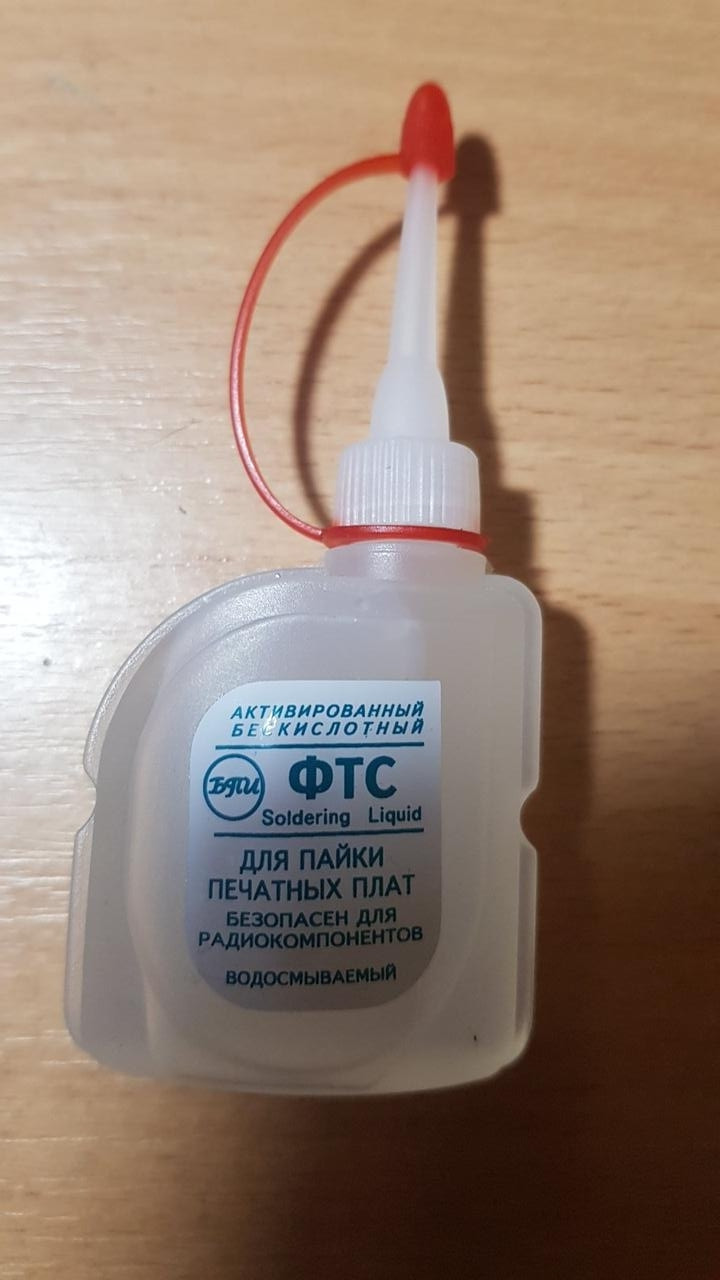 АКТИВИРОВАННЫЙ
БЕСКИСЛОТНЫЙ
БПИ
ФТС
Soldering Liquid
ДЛЯ ПАЙКИ
ПЕЧАТНЫХ ПЛАТ
БЕЗОПАСЕН ДЛЯ
РАДИОКОМПОНЕНТОВ
ВОДОСМЫВАЕМЫЙ